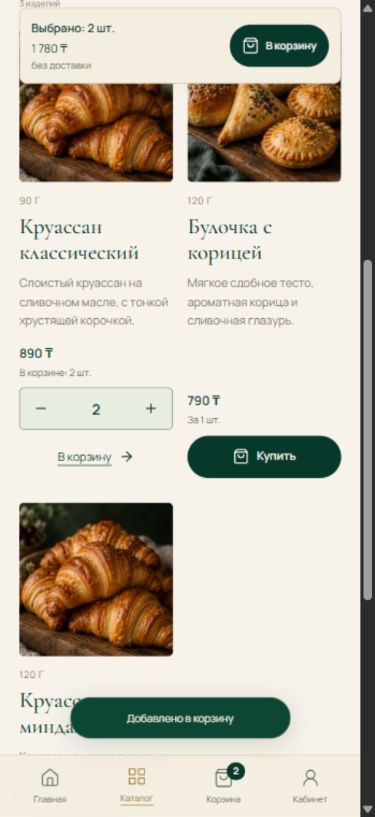 3 изделий
Выбрано: 2 шт.
1 780 ₸
без доставки
В корзину
90 Г
Круассан
классический
Слоистый круассан на
сливочном масле, с тонкой
хрустящей корочкой.
890 ₸
В корзине: 2 шт.
− 2 +
В корзину →
120 Г
Булочка с
корицей
Мягкое сдобное тесто,
ароматная корица и
сливочная глазурь.
790 ₸
За 1 шт.
Купить
120 Г
Добавлено в корзину
Главная
Каталог
2
Корзина
Кабинет